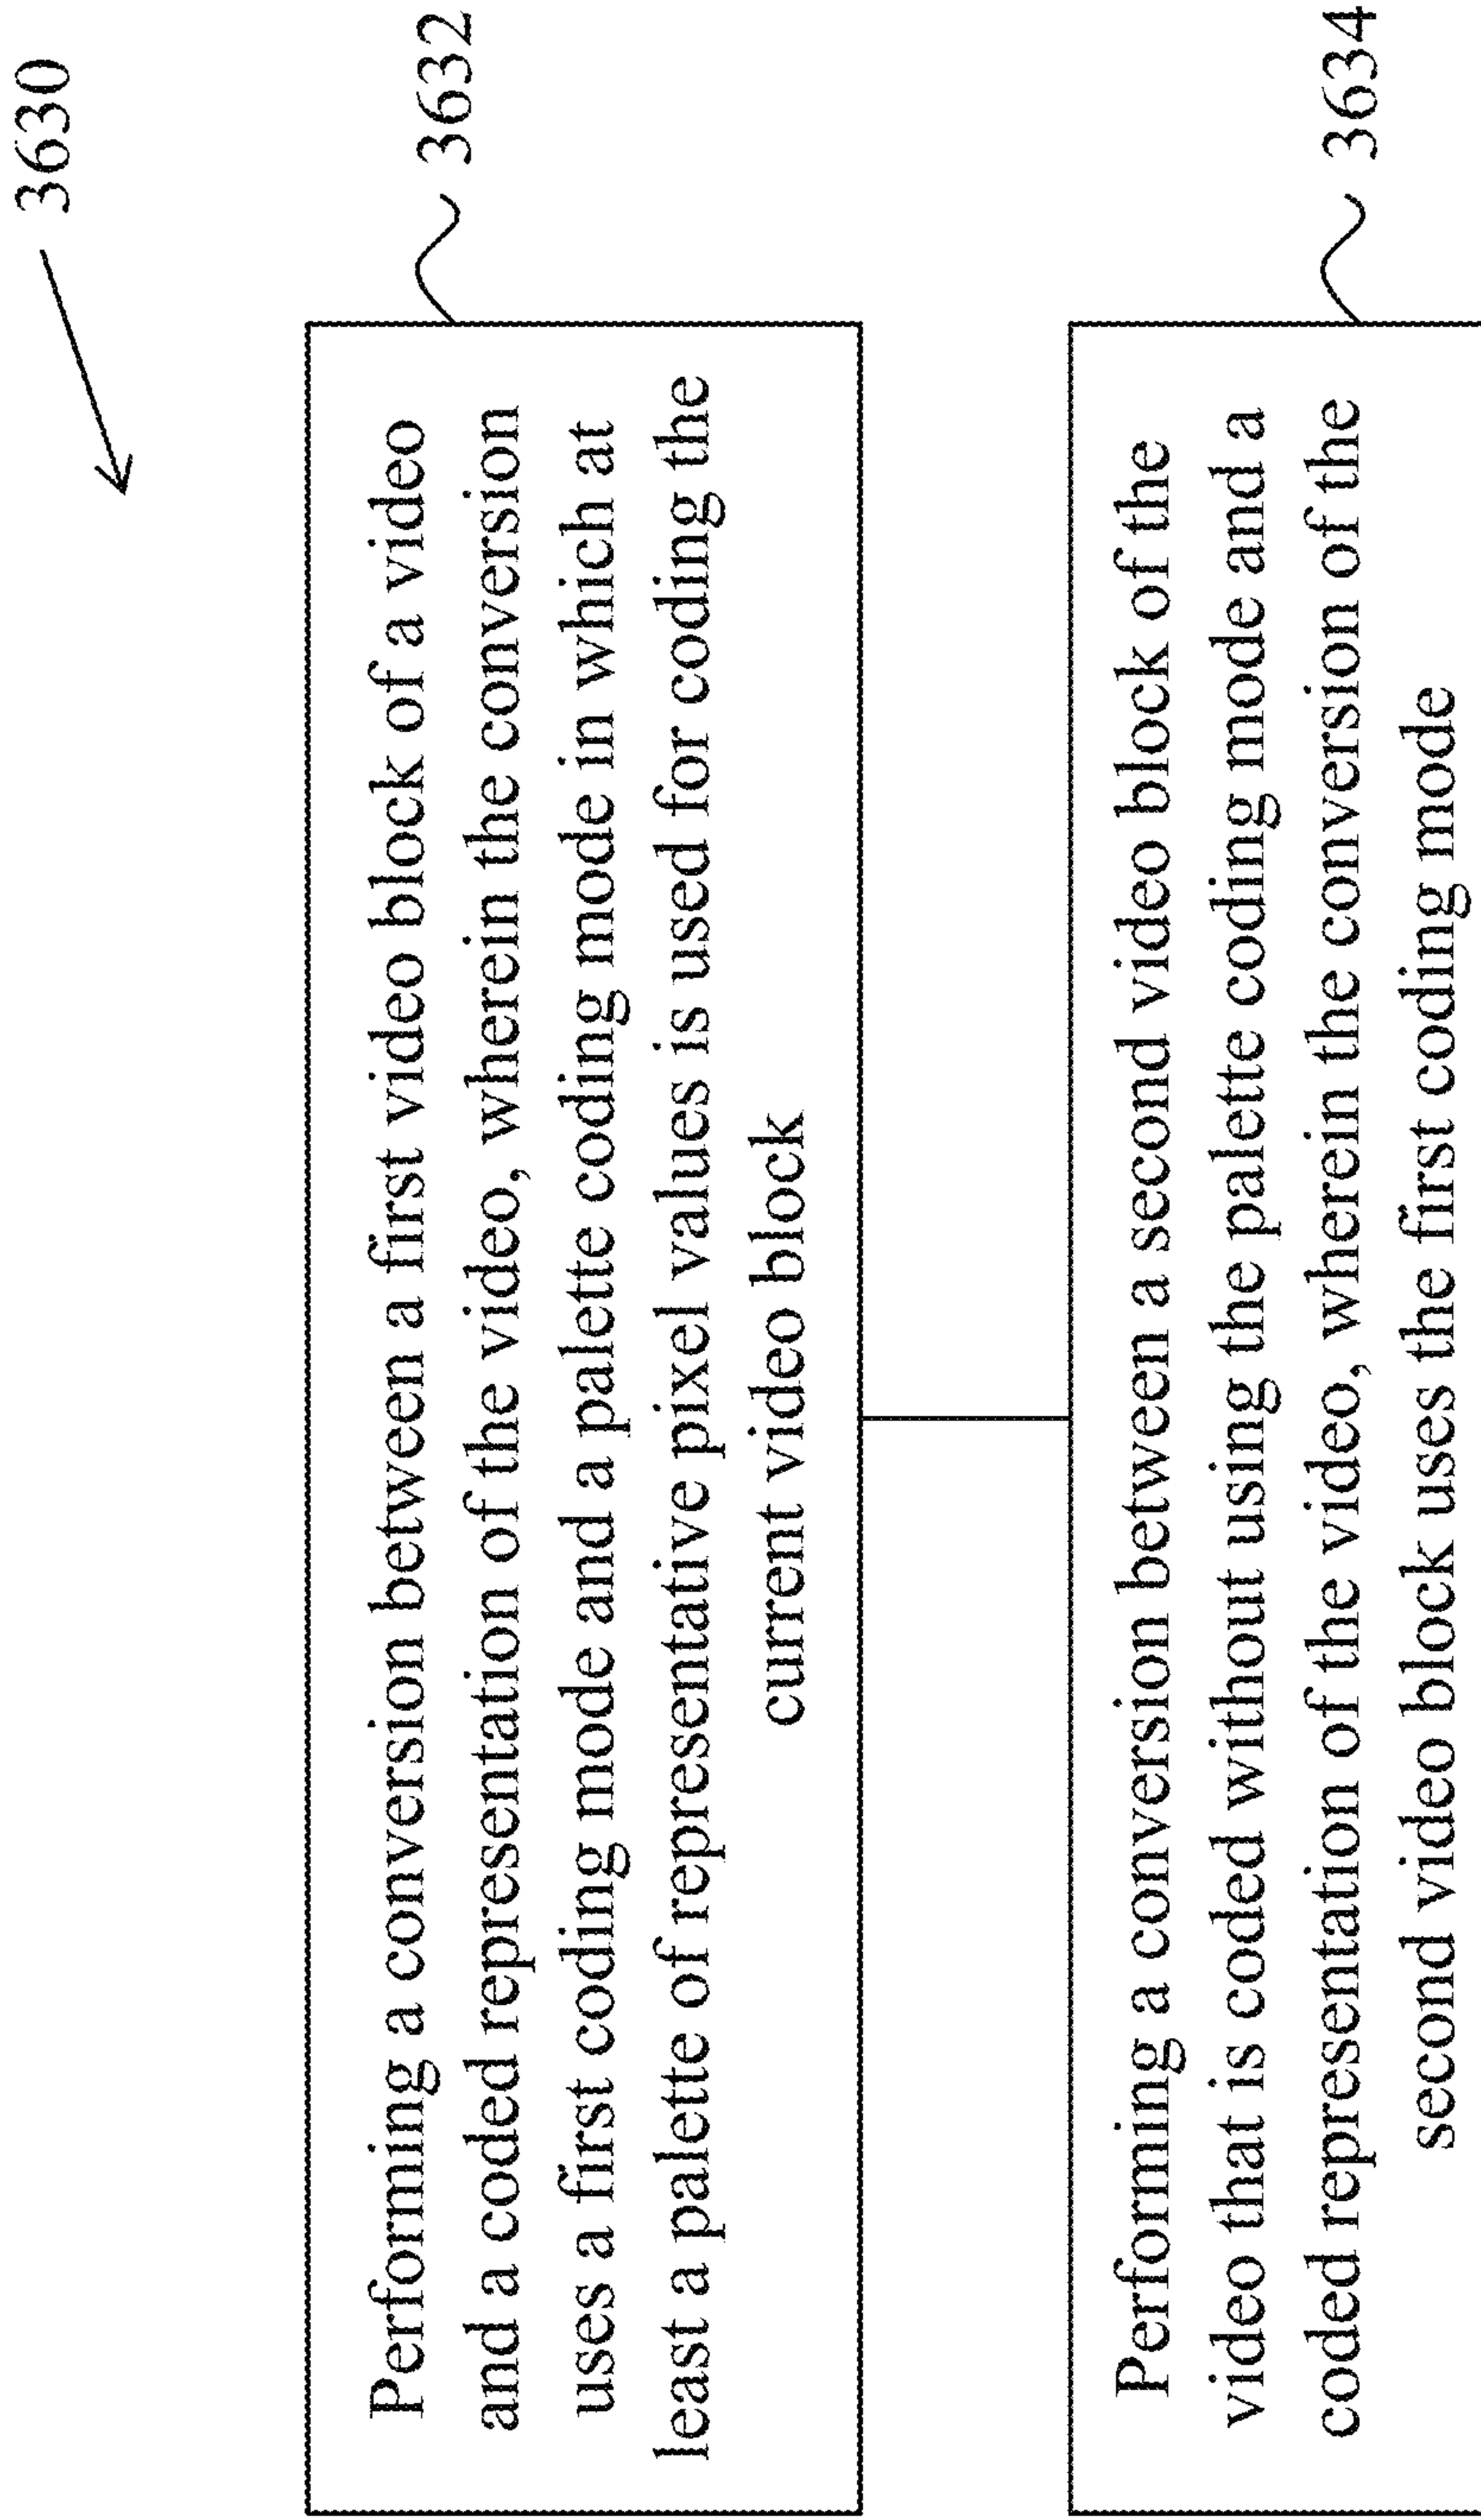 3630
Performing a conversion between a first video block of a video
and a coded representation of the video, wherein the conversion
uses a first coding mode and a palette coding mode in which at
least a palette of representative pixel values is used for coding the
current video block
3632
Performing a conversion between a second video block of the
video that is coded without using the palette coding mode and a
coded representation of the video, wherein the conversion of the
second video block uses the first coding mode
3634